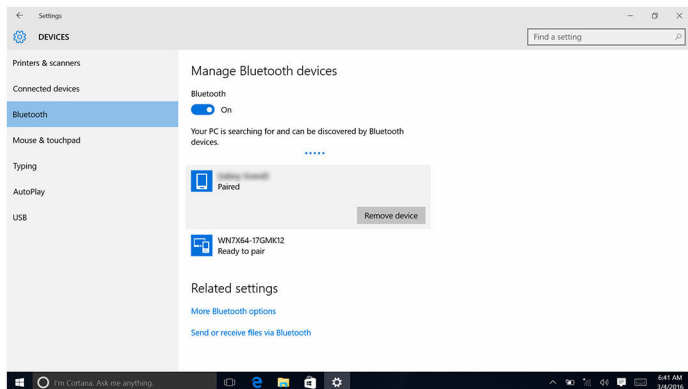 Settings
DEVICES
Find a setting
Printers & scanners
Connected devices
Bluetooth
Mouse & touchpad
Typing
AutoPlay
USB
Manage Bluetooth devices
Bluetooth
On
Your PC is searching for and can be discovered by Bluetooth
devices.
Paired
Remove device
WN7X64-17GMK12
Ready to pair
Related settings
More Bluetooth options
Send or receive files via Bluetooth
I'm Cortana. Ask me anything.
6:41 AM
3/4/2016